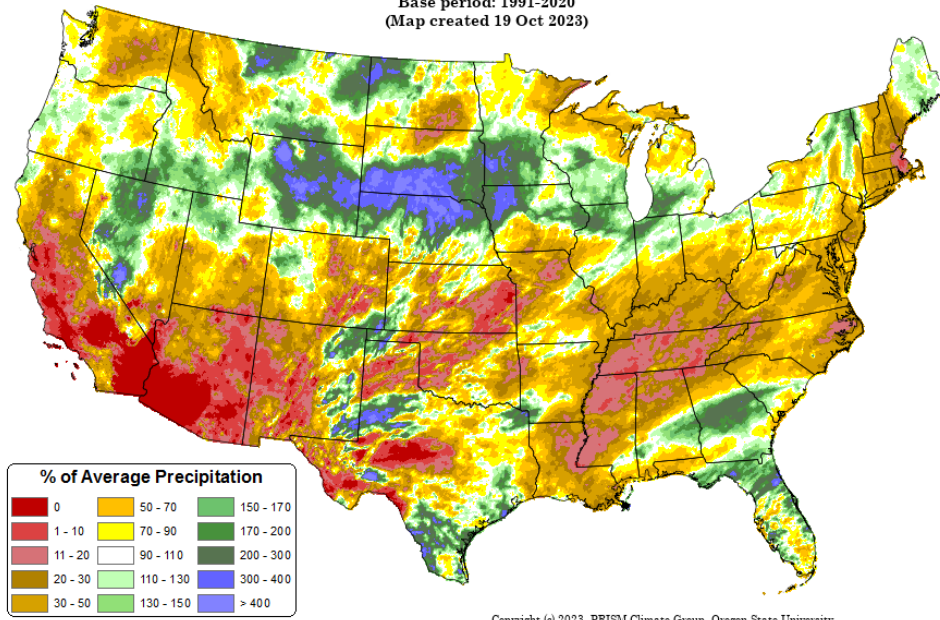 Base period: 1991-2020
(Map created 19 Oct 2023)
% of Average Precipitation
0
50 - 70
150 - 170
1 - 10
70 - 90
170 - 200
11 - 20
90 - 110
200 - 300
20 - 30
110 - 130
300 - 400
30 - 50
130 - 150
> 400
Copyright (c) 2023, PRISM Climate Group, Oregon State University